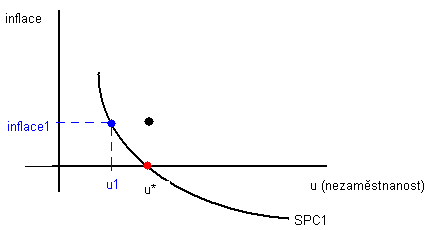 inflace
inflace1
u1
u*
u (nezaměstnanost)
SPC1